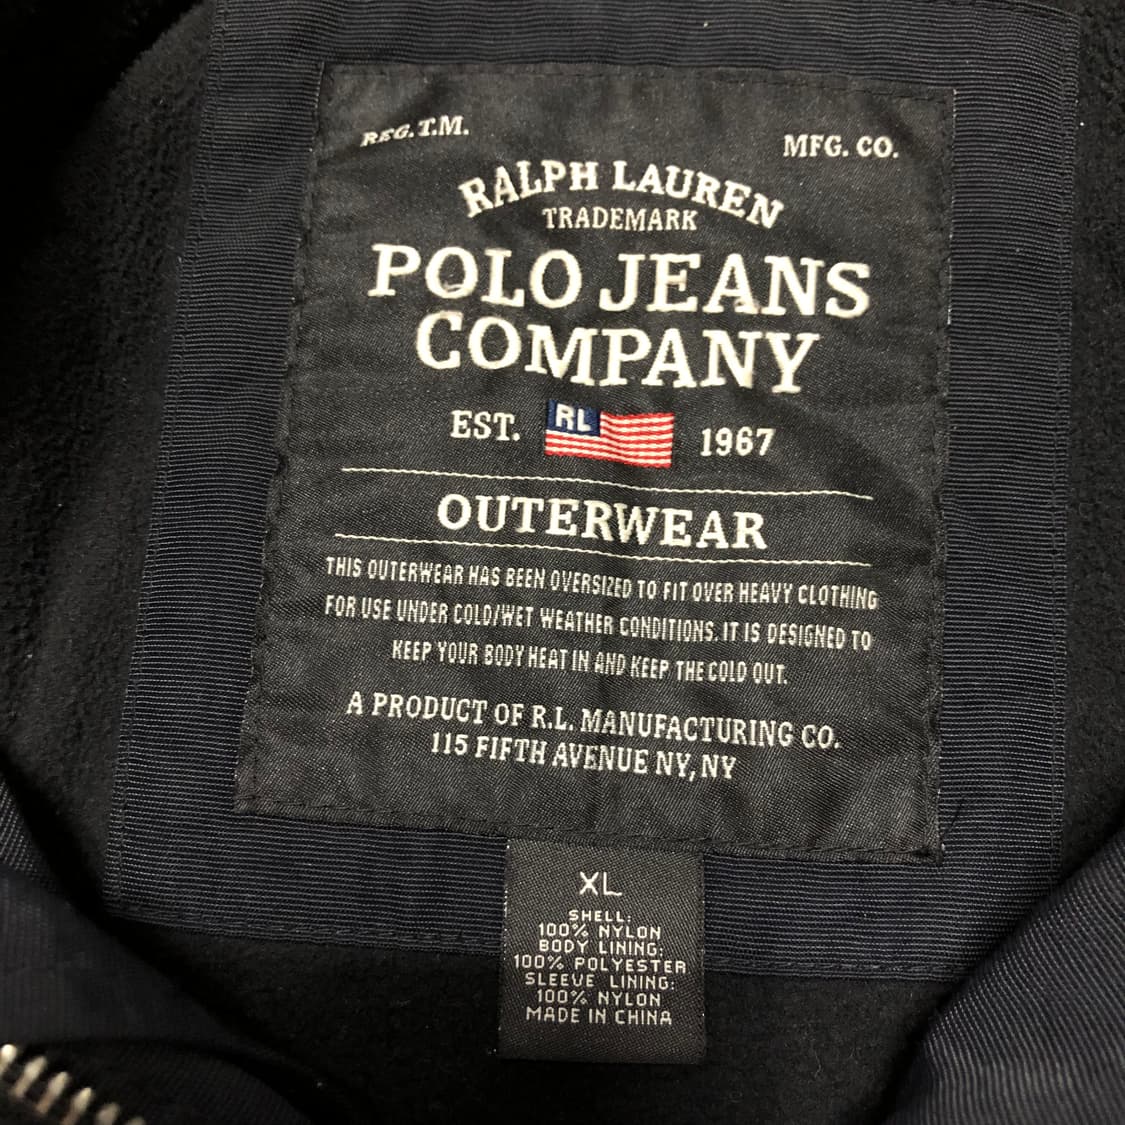 REG. T.M.
MFG. CO.
RALPH LAUREN
TRADEMARK
POLO JEANS
COMPANY
EST. RL 1967
OUTERWEAR
THIS OUTERWEAR HAS BEEN OVERSIZED TO FIT OVER HEAVY CLOTHING
FOR USE UNDER COLD/WET WEATHER CONDITIONS. IT IS DESIGNED TO
KEEP YOUR BODY HEAT IN AND KEEP THE COLD OUT.
A PRODUCT OF R.L. MANUFACTURING CO.
115 FIFTH AVENUE NY, NY
XL
SHELL:
100% NYLON
BODY LINING:
100% POLYESTER
SLEEVE LINING:
100% NYLON
MADE IN CHINA